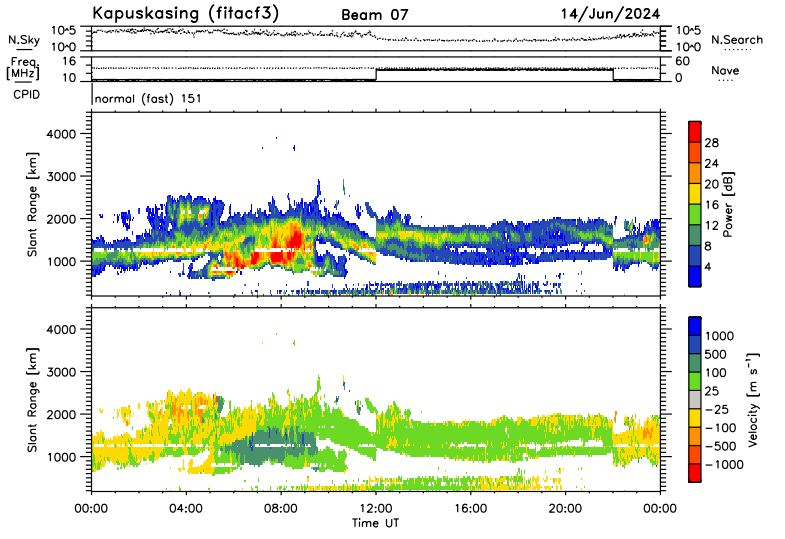 Kapuskasing (fitacf3) Beam 07 14/Jun/2024
N.Sky 10^5 10^0 10^5 10^0 N.Search
Freq. [MHz] 16 10 60 0 Nave
CPID normal (fast) 151
Slant Range [km] 4000 3000 2000 1000
Power [dB] 28 24 20 16 12 8 4
Slant Range [km] 4000 3000 2000 1000
Velocity [m s⁻¹] 1000 500 100 25 −25 −100 −500 −1000
00:00 04:00 08:00 12:00 16:00 20:00 00:00
Time UT